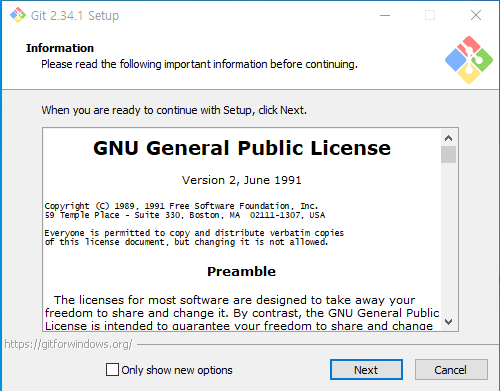 Git 2.34.1 Setup
Information
Please read the following important information before continuing.
When you are ready to continue with Setup, click Next.
GNU General Public License
Version 2, June 1991
Copyright (C) 1989, 1991 Free Software Foundation, Inc.
59 Temple Place - Suite 330, Boston, MA  02111-1307, USA
Everyone is permitted to copy and distribute verbatim copies
of this license document, but changing it is not allowed.
Preamble
The licenses for most software are designed to take away your
freedom to share and change it. By contrast, the GNU General Public
License is intended to guarantee your freedom to share and change
https://gitforwindows.org/
Only show new options
Next
Cancel